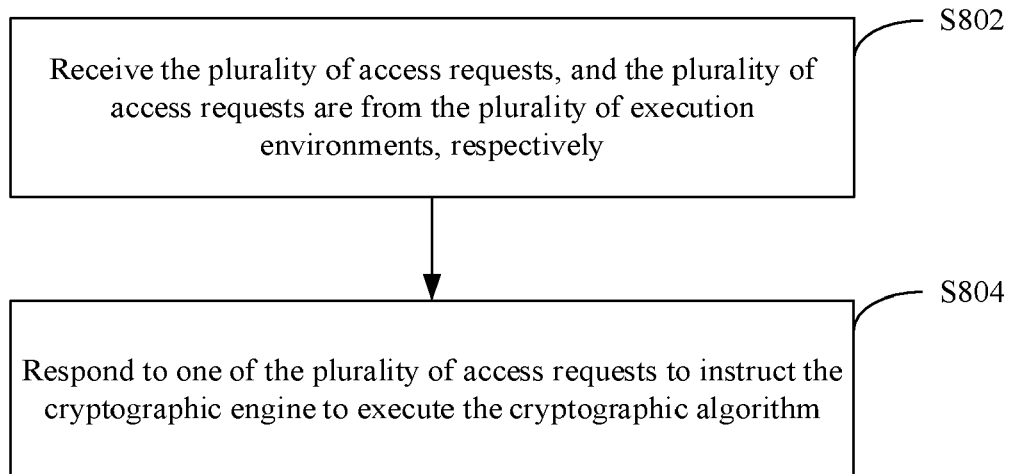 S802
Receive the plurality of access requests, and the plurality of
access requests are from the plurality of execution
environments, respectively
S804
Respond to one of the plurality of access requests to instruct the
cryptographic engine to execute the cryptographic algorithm